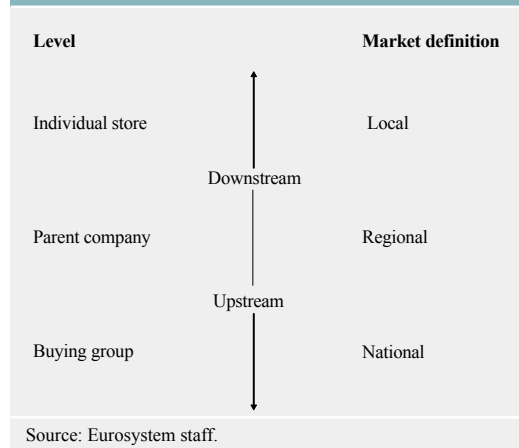 Level Market definition
Individual store Local
Downstream
Parent company Regional
Upstream
Buying group National
Source: Eurosystem staff.